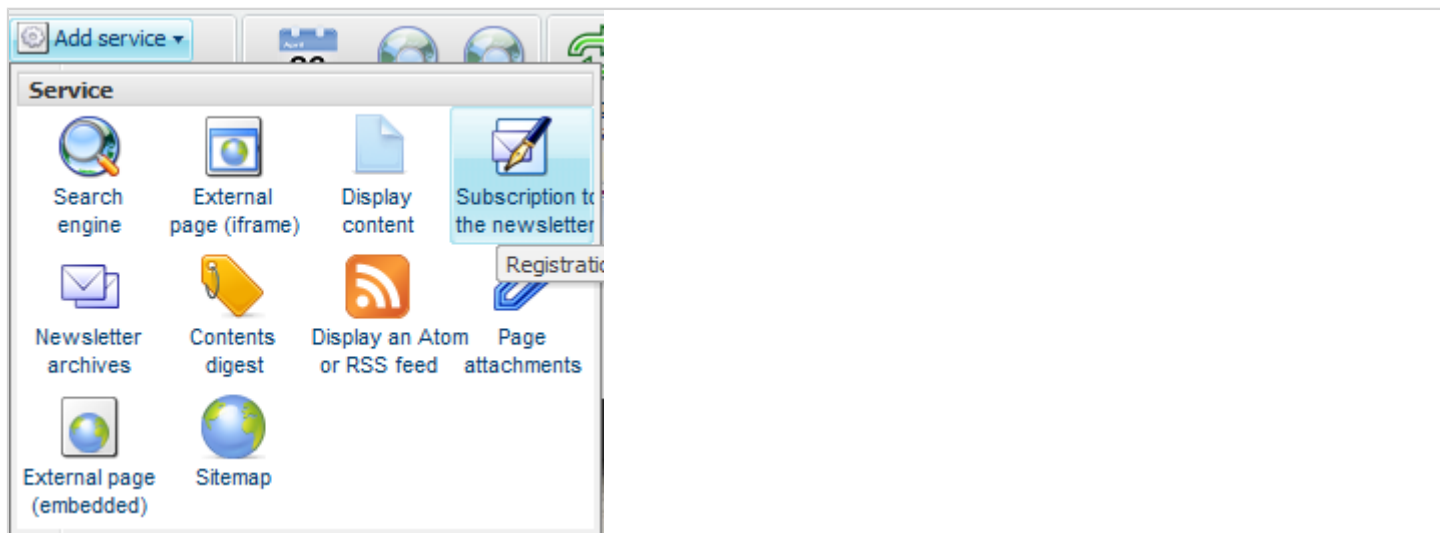 Add service
April
Service
Search
engine
External
page (iframe)
Display
content
Subscription to
the newsletter
Newsletter
archives
Contents
digest
Display an Atom
or RSS feed
Page
attachments
External page
(embedded)
Sitemap